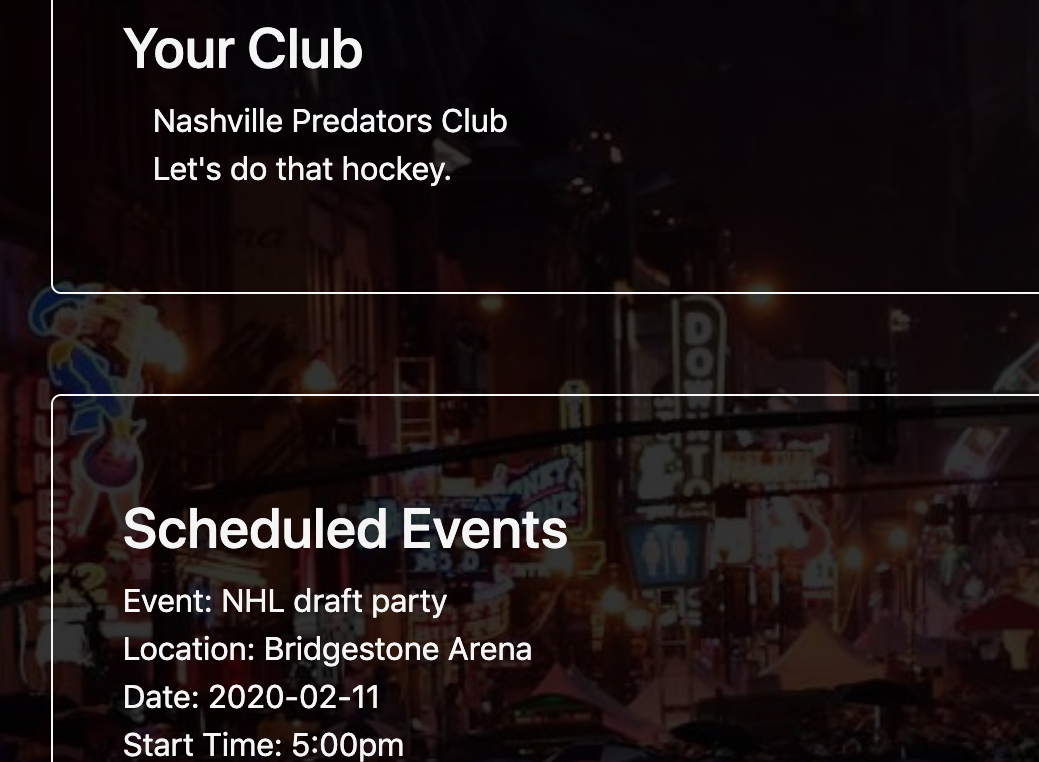 Your Club
Nashville Predators Club
Let's do that hockey.
Scheduled Events
Event: NHL draft party
Location: Bridgestone Arena
Date: 2020-02-11
Start Time: 5:00pm